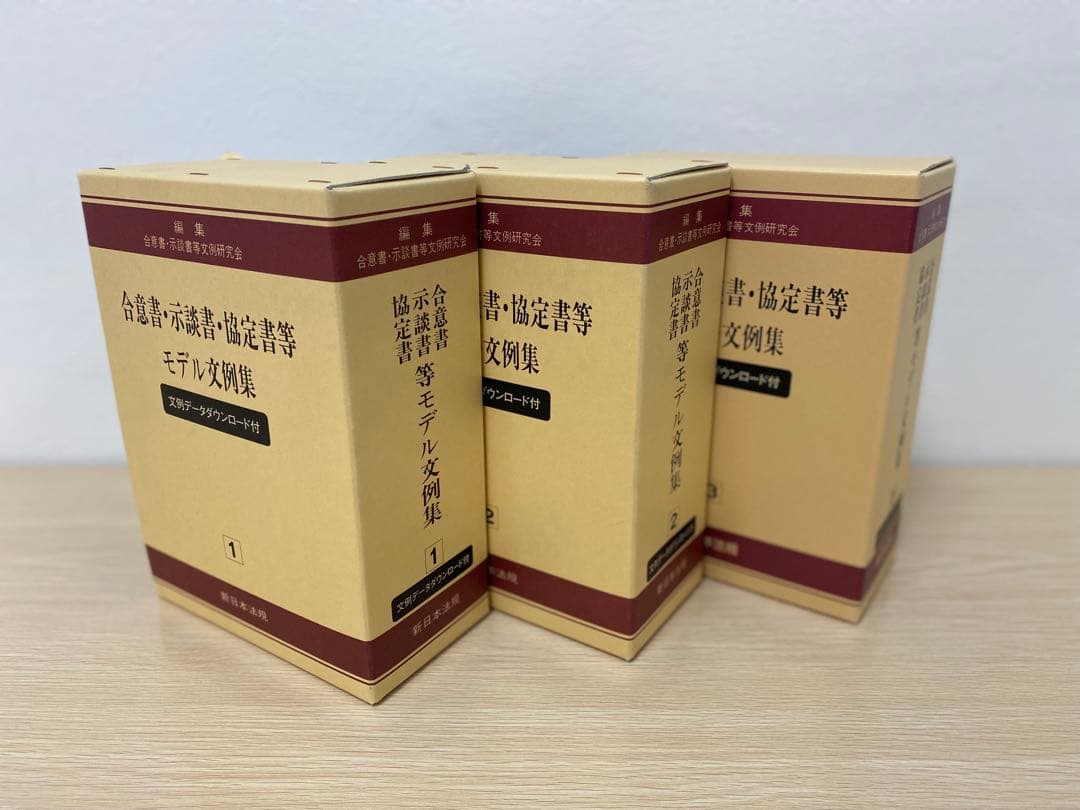 編集
合意書・示談書等文例研究会
合意書・示談書・協定書等
モデル文例集
文例データダウンロード付
1
新日本法規
編集
合意書・示談書等文例研究会
合意書
示談書
協定書
等モデル文例集
1
文例データダウンロード付
新日本法規
集
等文例研究会
書・協定書等
文例集
ダウンロード付
2
本法規
編集
合意書・示談書等文例研究会
合意書
示談書
協定書
等モデル文例集
2
集
書等文例研究会
書・協定書等
文例集
ウンロード付
3
本法規